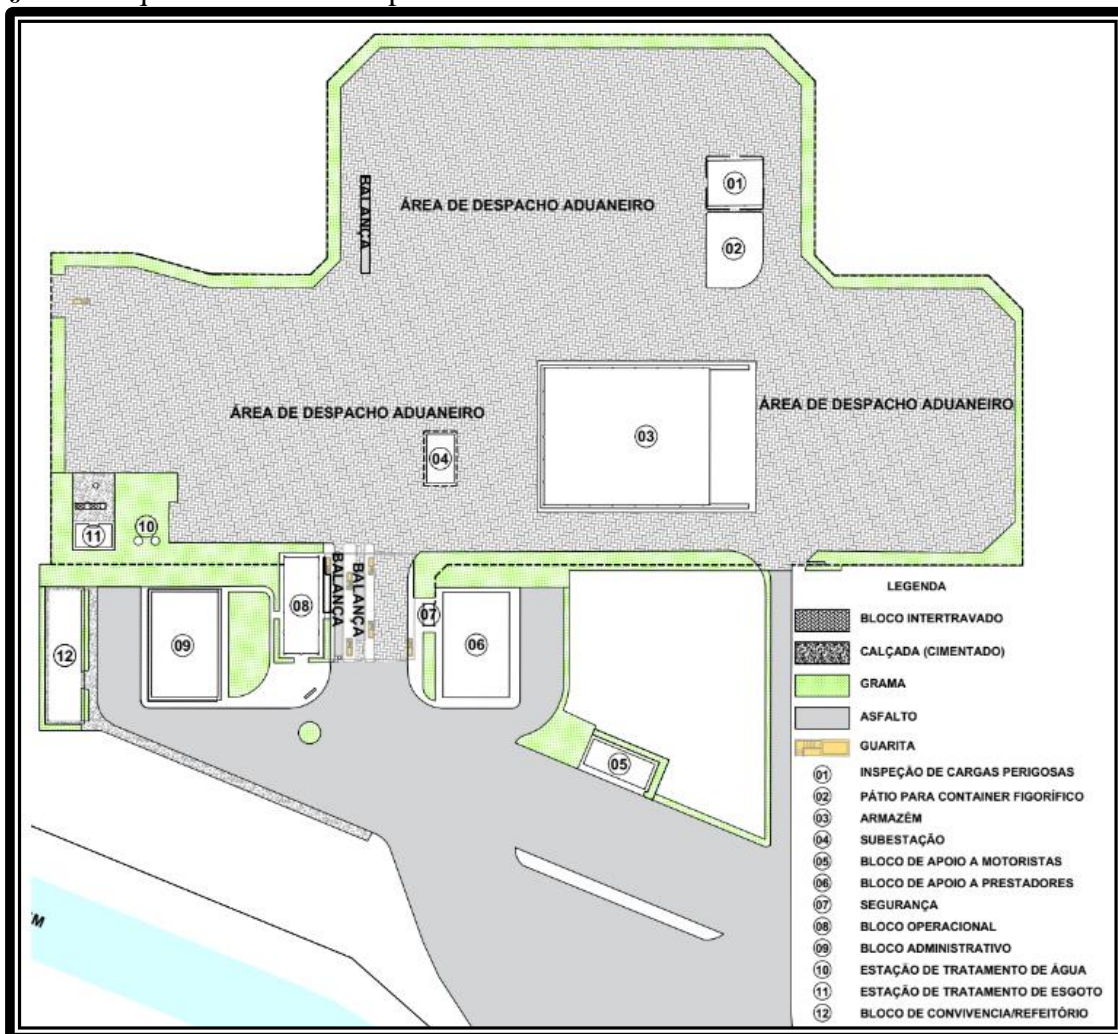 BALANÇA
ÁREA DE DESPACHO ADUANEIRO
01
02
ÁREA DE DESPACHO ADUANEIRO
ÁREA DE DESPACHO ADUANEIRO
03
04
11
10
BALANÇA
BALANÇA
08
07
06
09
12
05
LEGENDA
BLOCO INTERTRAVADO
CALÇADA (CIMENTADO)
GRAMA
ASFALTO
GUARITA
01 INSPEÇÃO DE CARGAS PERIGOSAS
02 PÁTIO PARA CONTAINER FIGORÍFICO
03 ARMAZÉM
04 SUBESTAÇÃO
05 BLOCO DE APOIO A MOTORISTAS
06 BLOCO DE APOIO A PRESTADORES
07 SEGURANÇA
08 BLOCO OPERACIONAL
09 BLOCO ADMINISTRATIVO
10 ESTAÇÃO DE TRATAMENTO DE ÁGUA
11 ESTAÇÃO DE TRATAMENTO DE ESGOTO
12 BLOCO DE CONVIVENCIA/REFEITÓRIO